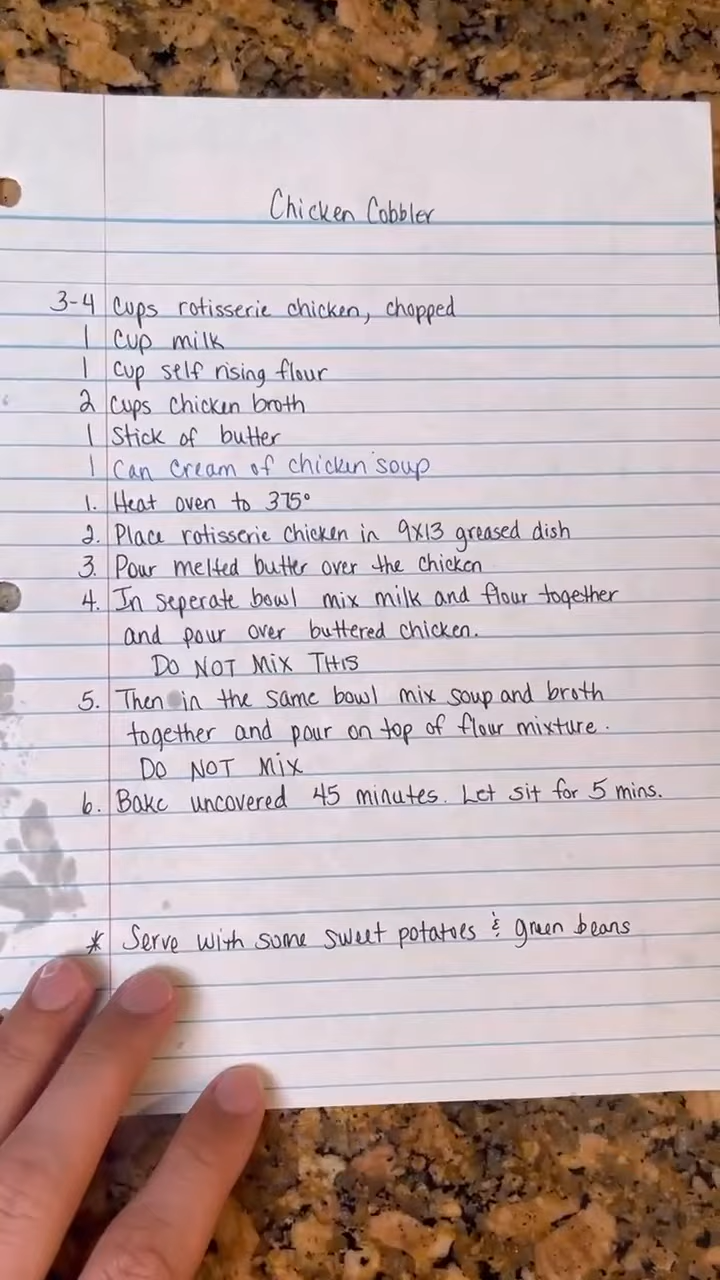 Chicken Cobbler
3-4 Cups rotisserie chicken, chopped
1 Cup milk
1 Cup self rising flour
2 Cups chicken broth
1 Stick of butter
1 Can cream of chicken soup
1. Heat oven to 375°
2. Place rotisserie chicken in 9x13 greased dish
3. Pour melted butter over the chicken
4. In seperate bowl mix milk and flour together
and pour over buttered chicken.
DO NOT MIX THIS
5. Then in the same bowl mix soup and broth
together and pour on top of flour mixture.
DO NOT MIX
6. Bake uncovered 45 minutes. Let sit for 5 mins.
* Serve with some sweet potatoes & green beans